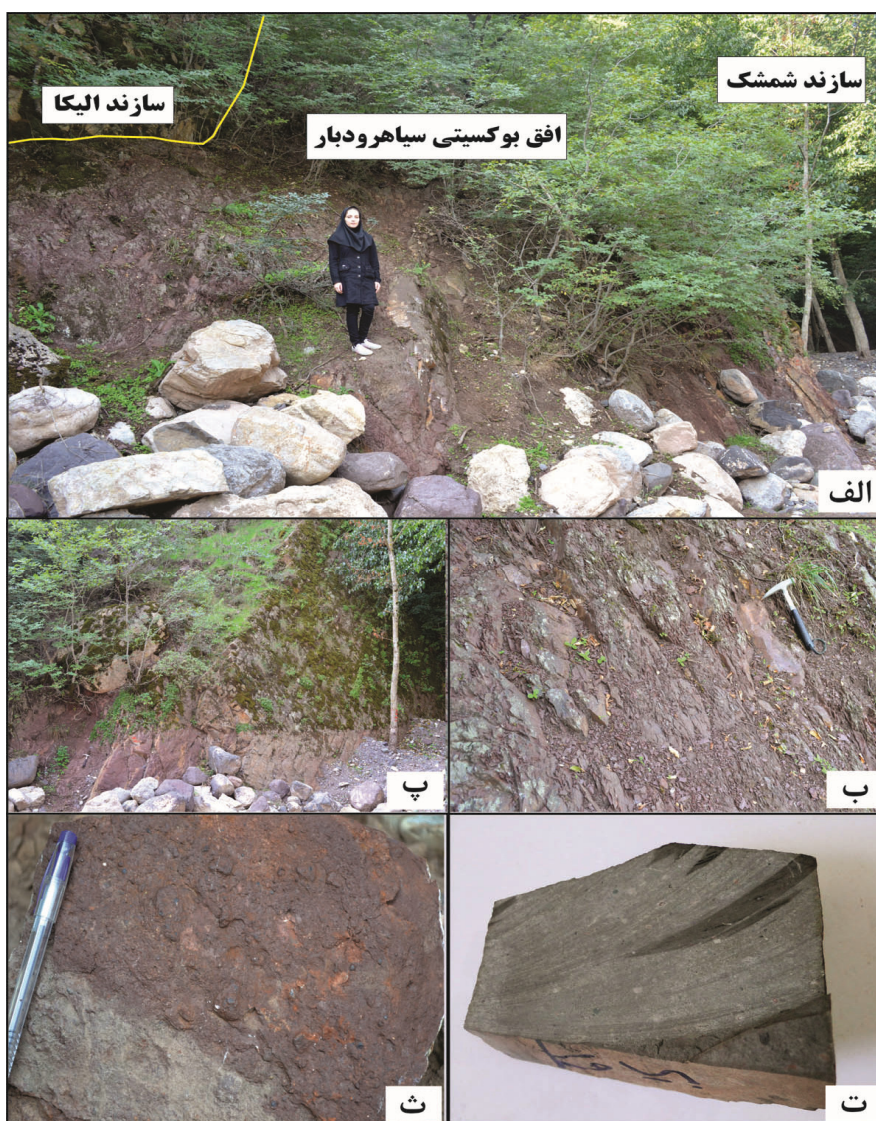 سازند شمشک
سازند الیکا
افق بوکسیتی سیاهرودبار
الف
ب
پ
ت
ث